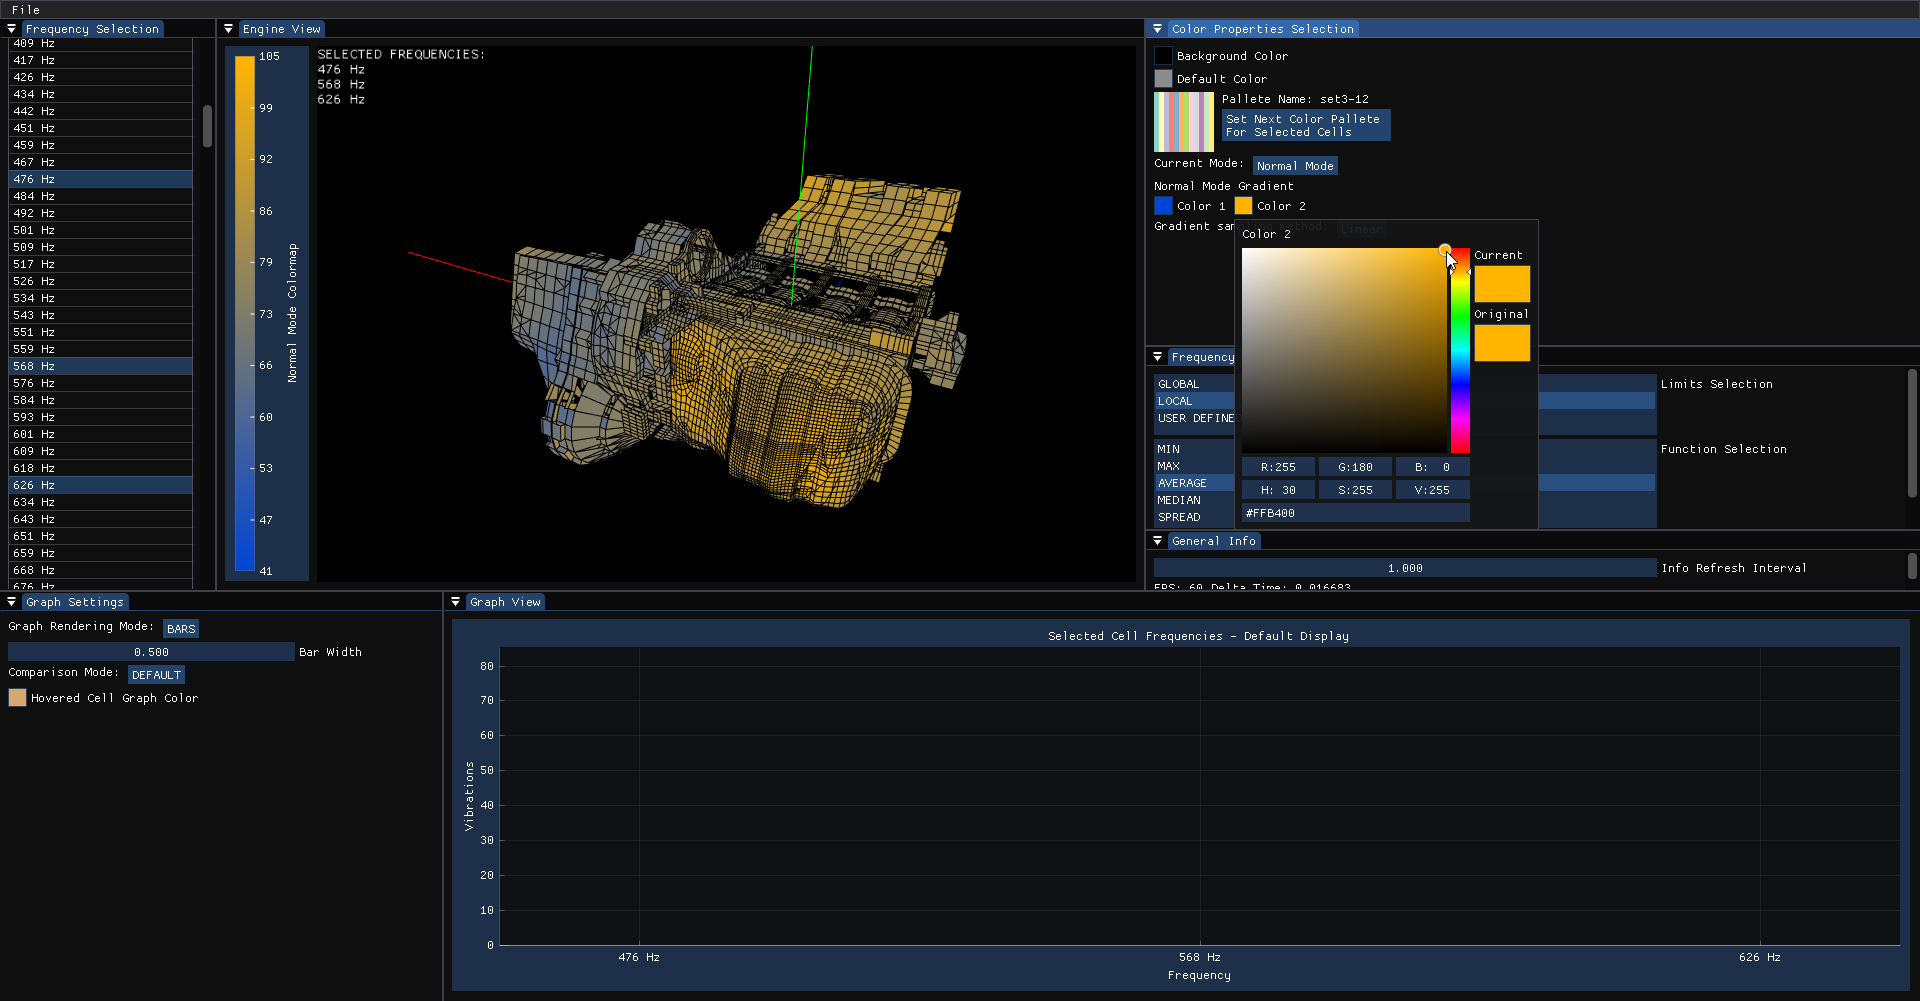 File
Frequency Selection
409 Hz
417 Hz
426 Hz
434 Hz
442 Hz
451 Hz
459 Hz
467 Hz
476 Hz
484 Hz
492 Hz
501 Hz
509 Hz
517 Hz
526 Hz
534 Hz
543 Hz
551 Hz
559 Hz
568 Hz
576 Hz
584 Hz
593 Hz
601 Hz
609 Hz
618 Hz
626 Hz
634 Hz
643 Hz
651 Hz
659 Hz
668 Hz
676 Hz
Engine View
105
99
92
86
79
73
66
60
53
47
41
Normal Mode Colormap
SELECTED FREQUENCIES:
476 Hz
568 Hz
626 Hz
Color Properties Selection
Background Color
Default Color
Pallete Name: set3-12
Set Next Color Pallete
For Selected Cells
Current Mode: Normal Mode
Normal Mode Gradient
Color 1 Color 2
Gradient sampling method: Linear
Color 2
Current
Original
R:255 G:180 B: 0
H: 30 S:255 V:255
#FFB400
Frequency
GLOBAL
LOCAL
USER DEFINE
Limits Selection
MIN
MAX
AVERAGE
MEDIAN
SPREAD
Function Selection
General Info
1.000 Info Refresh Interval
FPS: 60 Delta Time: 0.016683
Graph Settings
Graph Rendering Mode: BARS
0.500 Bar Width
Comparison Mode: DEFAULT
Hovered Cell Graph Color
Graph View
Selected Cell Frequencies - Default Display
80
70
60
50
40
30
20
10
0
Vibrations
476 Hz 568 Hz 626 Hz
Frequency